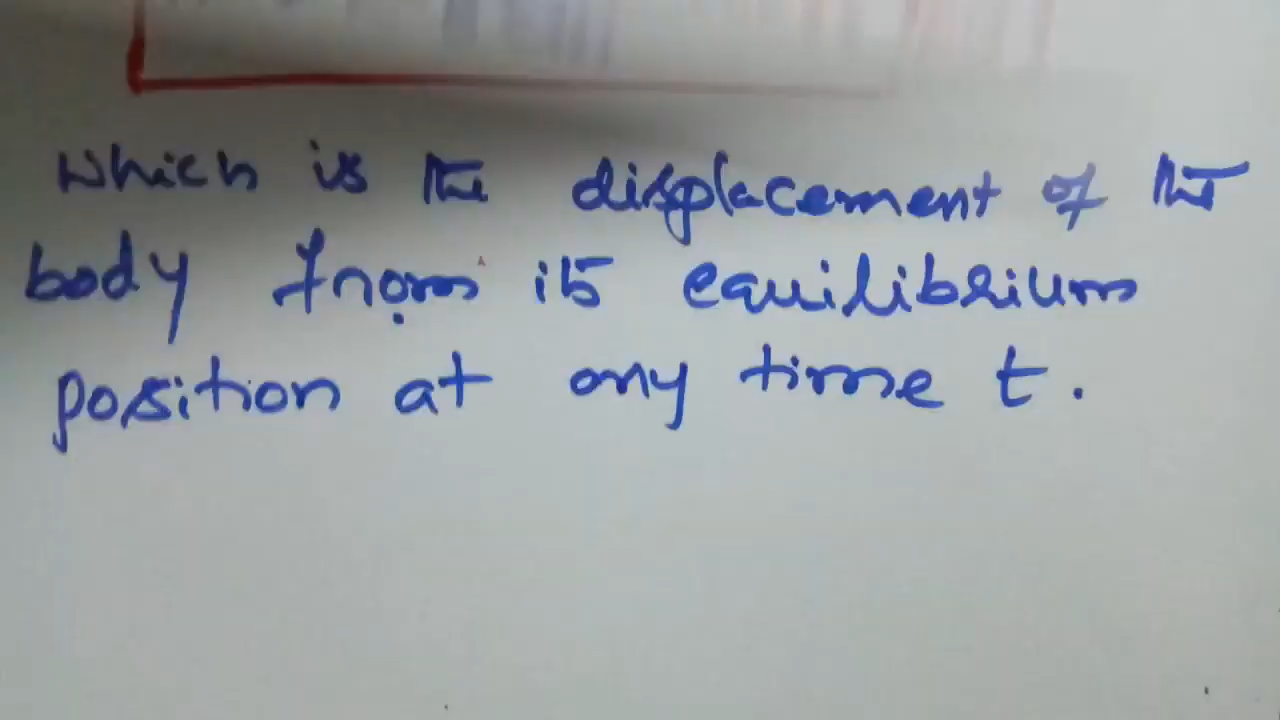 Which is the displacement of the
body from its equilibrium
position at any time t.